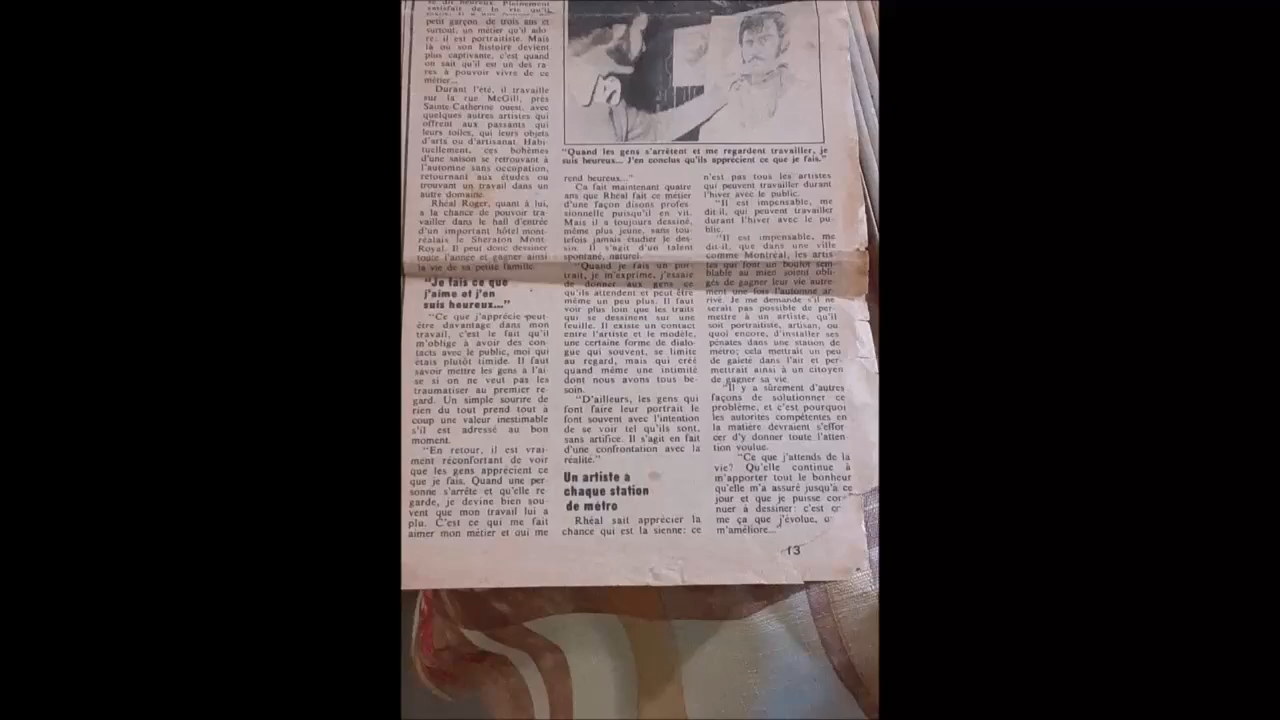 se dit heureux. Pleinement
satisfait de la vie qu'il
petit garçon de trois ans et
surtout, un métier qu'il ado-
re: il est portraitiste. Mais
là ou son histoire devient
plus captivante, c'est quand
on sait qu'il est un des ra-
res à pouvoir vivre de ce
métier...
Durant l'été, il travaille
sur la rue McGill, près
Sainte-Catherine ouest, avec
quelques autres artistes qui
offrent aux passants qui
leurs toiles, qui leurs objets
d'arts ou d'artisanat. Habi-
tuellement, ces bohèmes
d'une saison se retrouvant à
l'automne sans occupation,
retournant aux études ou
trouvant un travail dans un
autre domaine.
Rhéal Roger, quant à lui,
a la chance de pouvoir tra-
vailler dans le hall d'entrée
d'un important hôtel mont-
réalais le Sheraton Mont-
Royal. Il peut donc dessiner
toute l'année et gagner ainsi
la vie de sa petite famille.
"Je fais ce que
j'aime et j'en
suis heureux..."
"Ce que j'apprécie peut-
être davantage dans mon
travail, c'est le fait qu'il
m'oblige à avoir des con-
tacts avec le public, moi qui
étais plutôt timide. Il faut
savoir mettre les gens à l'ai-
se si on ne veut pas les
traumatiser au premier re-
gard. Un simple sourire de
rien du tout prend tout à
coup une valeur inestimable
s'il est adressé au bon
moment.
"En retour, il est vrai-
ment réconfortant de voir
que les gens apprécient ce
que je fais. Quand une per-
sonne s'arrête et qu'elle re-
garde, je devine bien sou-
vent que mon travail lui a
plu. C'est ce qui me fait
aimer mon métier et qui me
"Quand les gens s'arrêtent et me regardent travailler, je
suis heureux... J'en conclus qu'ils apprécient ce que je fais."
rend heureux..."
Ca fait maintenant quatre
ans que Rhéal fait ce métier
d'une façon disons profes-
sionnelle puisqu'il en vit.
Mais il a toujours dessiné,
même plus jeune, sans tou-
tefois jamais étudier le des-
sin. Il s'agit d'un talent
spontané, naturel.
"Quand je fais un por-
trait, je m'exprime, j'essaie
de donner aux gens ce
qu'ils attendent et peut-être
même un peu plus. Il faut
voir plus loin que les traits
qui se dessinent sur une
feuille. Il existe un contact
entre l'artiste et le modèle,
une certaine forme de dialo-
gue qui souvent, se limite
au regard, mais qui créé
quand même une intimité
dont nous avons tous be-
soin.
"D'ailleurs, les gens qui
font faire leur portrait le
font souvent avec l'intention
de se voir tel qu'ils sont,
sans artifice. Il s'agit en fait
d'une confrontation avec la
réalité."
Un artiste à
chaque station
de métro
Rhéal sait apprécier la
chance qui est la sienne: ce
n'est pas tous les artistes
qui peuvent travailler durant
l'hiver avec le public.
"Il est impensable, me
dit-il, qui peuvent travailler
durant l'hiver avec le pu-
blic.
"Il est impensable, me
dit-il, que dans une ville
comme Montréal, les artis-
tes qui font un boulot sem-
blable au mien soient obli-
gés de gagner leur vie autre-
ment une fois l'automne ar-
rivé. Je me demande s'il ne
serait pas possible de per-
mettre à un artiste, qu'il
soit portraitiste, artisan, ou
quoi encore, d'installer ses
pénates dans une station de
métro; cela mettrait un peu
de gaieté dans l'air et per-
mettrait ainsi à un citoyen
de gagner sa vie.
"Il y a sûrement d'autres
façons de solutionner ce
problème, et c'est pourquoi
les autorités compétentes en
la matière devraient s'effor-
cer d'y donner toute l'atten-
tion voulue.
"Ce que j'attends de la
vie? Qu'elle continue à
m'apporter tout le bonheur
qu'elle m'a assuré jusqu'à ce
jour et que je puisse con-
nuer à dessiner: c'est
me ça que j'évolue,
m'améliore..."
13